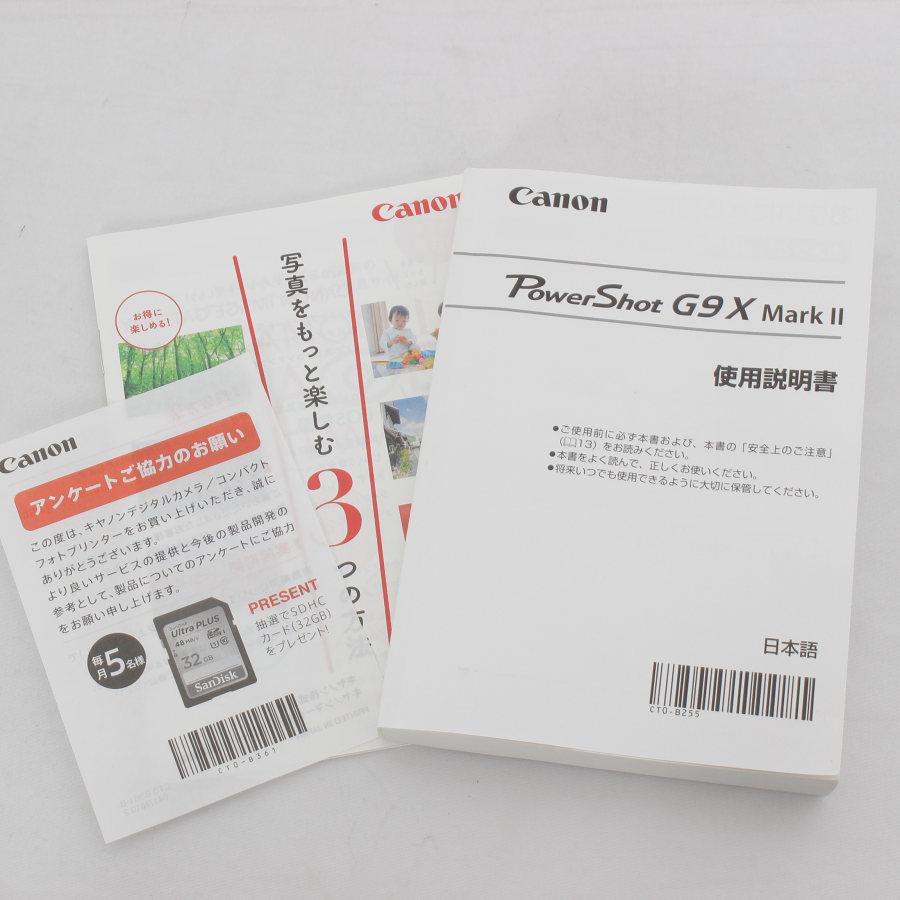 Canon
アンケートご協力のお願い
この度は、キヤノンデジタルカメラ／コンパクト
フォトプリンターをお買い上げいただき、誠に
ありがとうございます。
より良いサービスの提供と今後の製品開発の
参考として、製品についてのアンケートにご協力
をお願い申し上げます。
毎月5名様
SanDisk
Ultra PLUS
48 MB/s
32 GB
SanDisk
PRESENT
抽選でSDHC
カード(32GB)
をプレゼント!
CT0-B361
Canon
お得に
楽しめる!
写真をもっと楽しむ
3つの
PRINTED IN
Canon
PowerShot G9 X Mark II
使用説明書
●ご使用前に必ず本書および、本書の「安全上のご注意」
(📖13) をお読みください。
●本書をよく読んで、正しくお使いください。
●将来いつでも使用できるように大切に保管してください。
日本語
CT0-B255